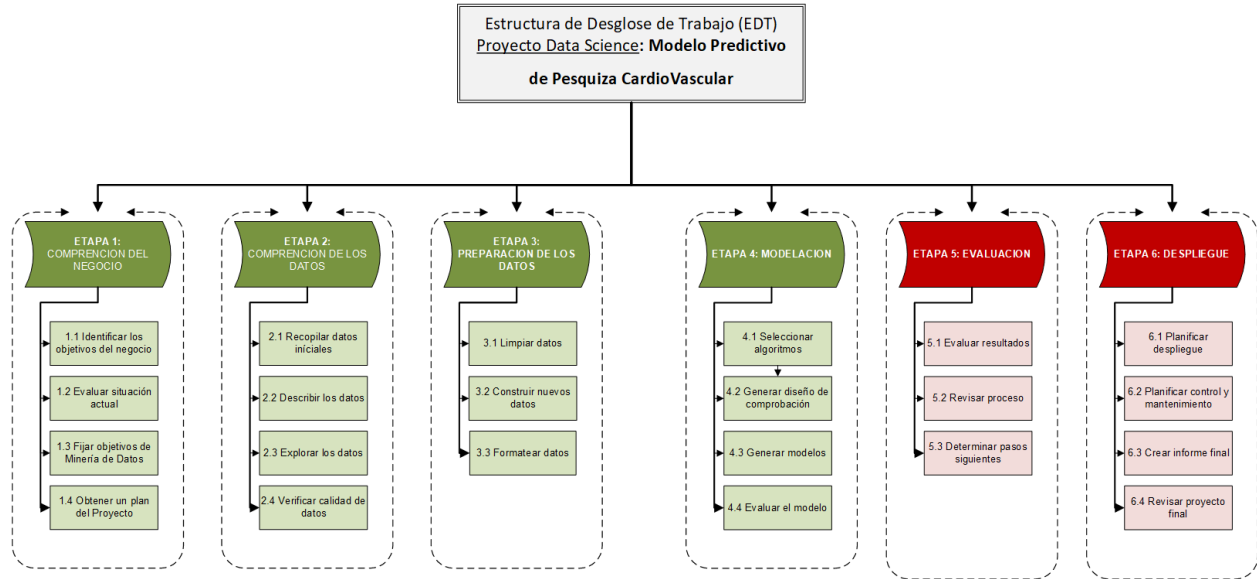 Estructura de Desglose de Trabajo (EDT)
Proyecto Data Science: Modelo Predictivo
de Pesquiza CardioVascular
ETAPA 1:
COMPRENCION DEL
NEGOCIO
1.1 Identificar los
objetivos del negocio
1.2 Evaluar situación
actual
1.3 Fijar objetivos de
Minería de Datos
1.4 Obtener un plan
del Proyecto
ETAPA 2:
COMPRENCION DE LOS
DATOS
2.1 Recopilar datos
iníciales
2.2 Describir los datos
2.3 Explorar los datos
2.4 Verificar calidad de
datos
ETAPA 3:
PREPARACION DE LOS
DATOS
3.1 Limpiar datos
3.2 Construir nuevos
datos
3.3 Formatear datos
ETAPA 4: MODELACION
4.1 Seleccionar
algoritmos
4.2 Generar diseño de
comprobación
4.3 Generar modelos
4.4 Evaluar el modelo
ETAPA 5: EVALUACION
5.1 Evaluar resultados
5.2 Revisar proceso
5.3 Determinar pasos
siguientes
ETAPA 6: DESPLIEGUE
6.1 Planificar
despliegue
6.2 Planificar control y
mantenimiento
6.3 Crear informe final
6.4 Revisar proyecto
final